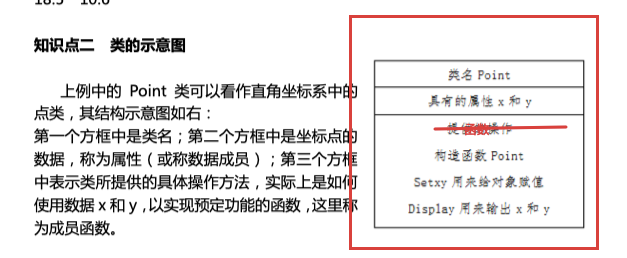 18.5 10.6
知识点二 类的示意图
上例中的 Point 类可以看作直角坐标系中的
点类，其结构示意图如右：
第一个方框中是类名；第二个方框中是坐标点的
数据，称为属性（或称数据成员）；第三个方框
中表示类所提供的具体操作方法，实际上是如何
使用数据 x 和 y，以实现预定功能的函数，这里称
为成员函数。
类名 Point
具有的属性 x 和 y
提供 操作
函数
构造函数 Point
Setxy 用来给对象赋值
Display 用来输出 x 和 y